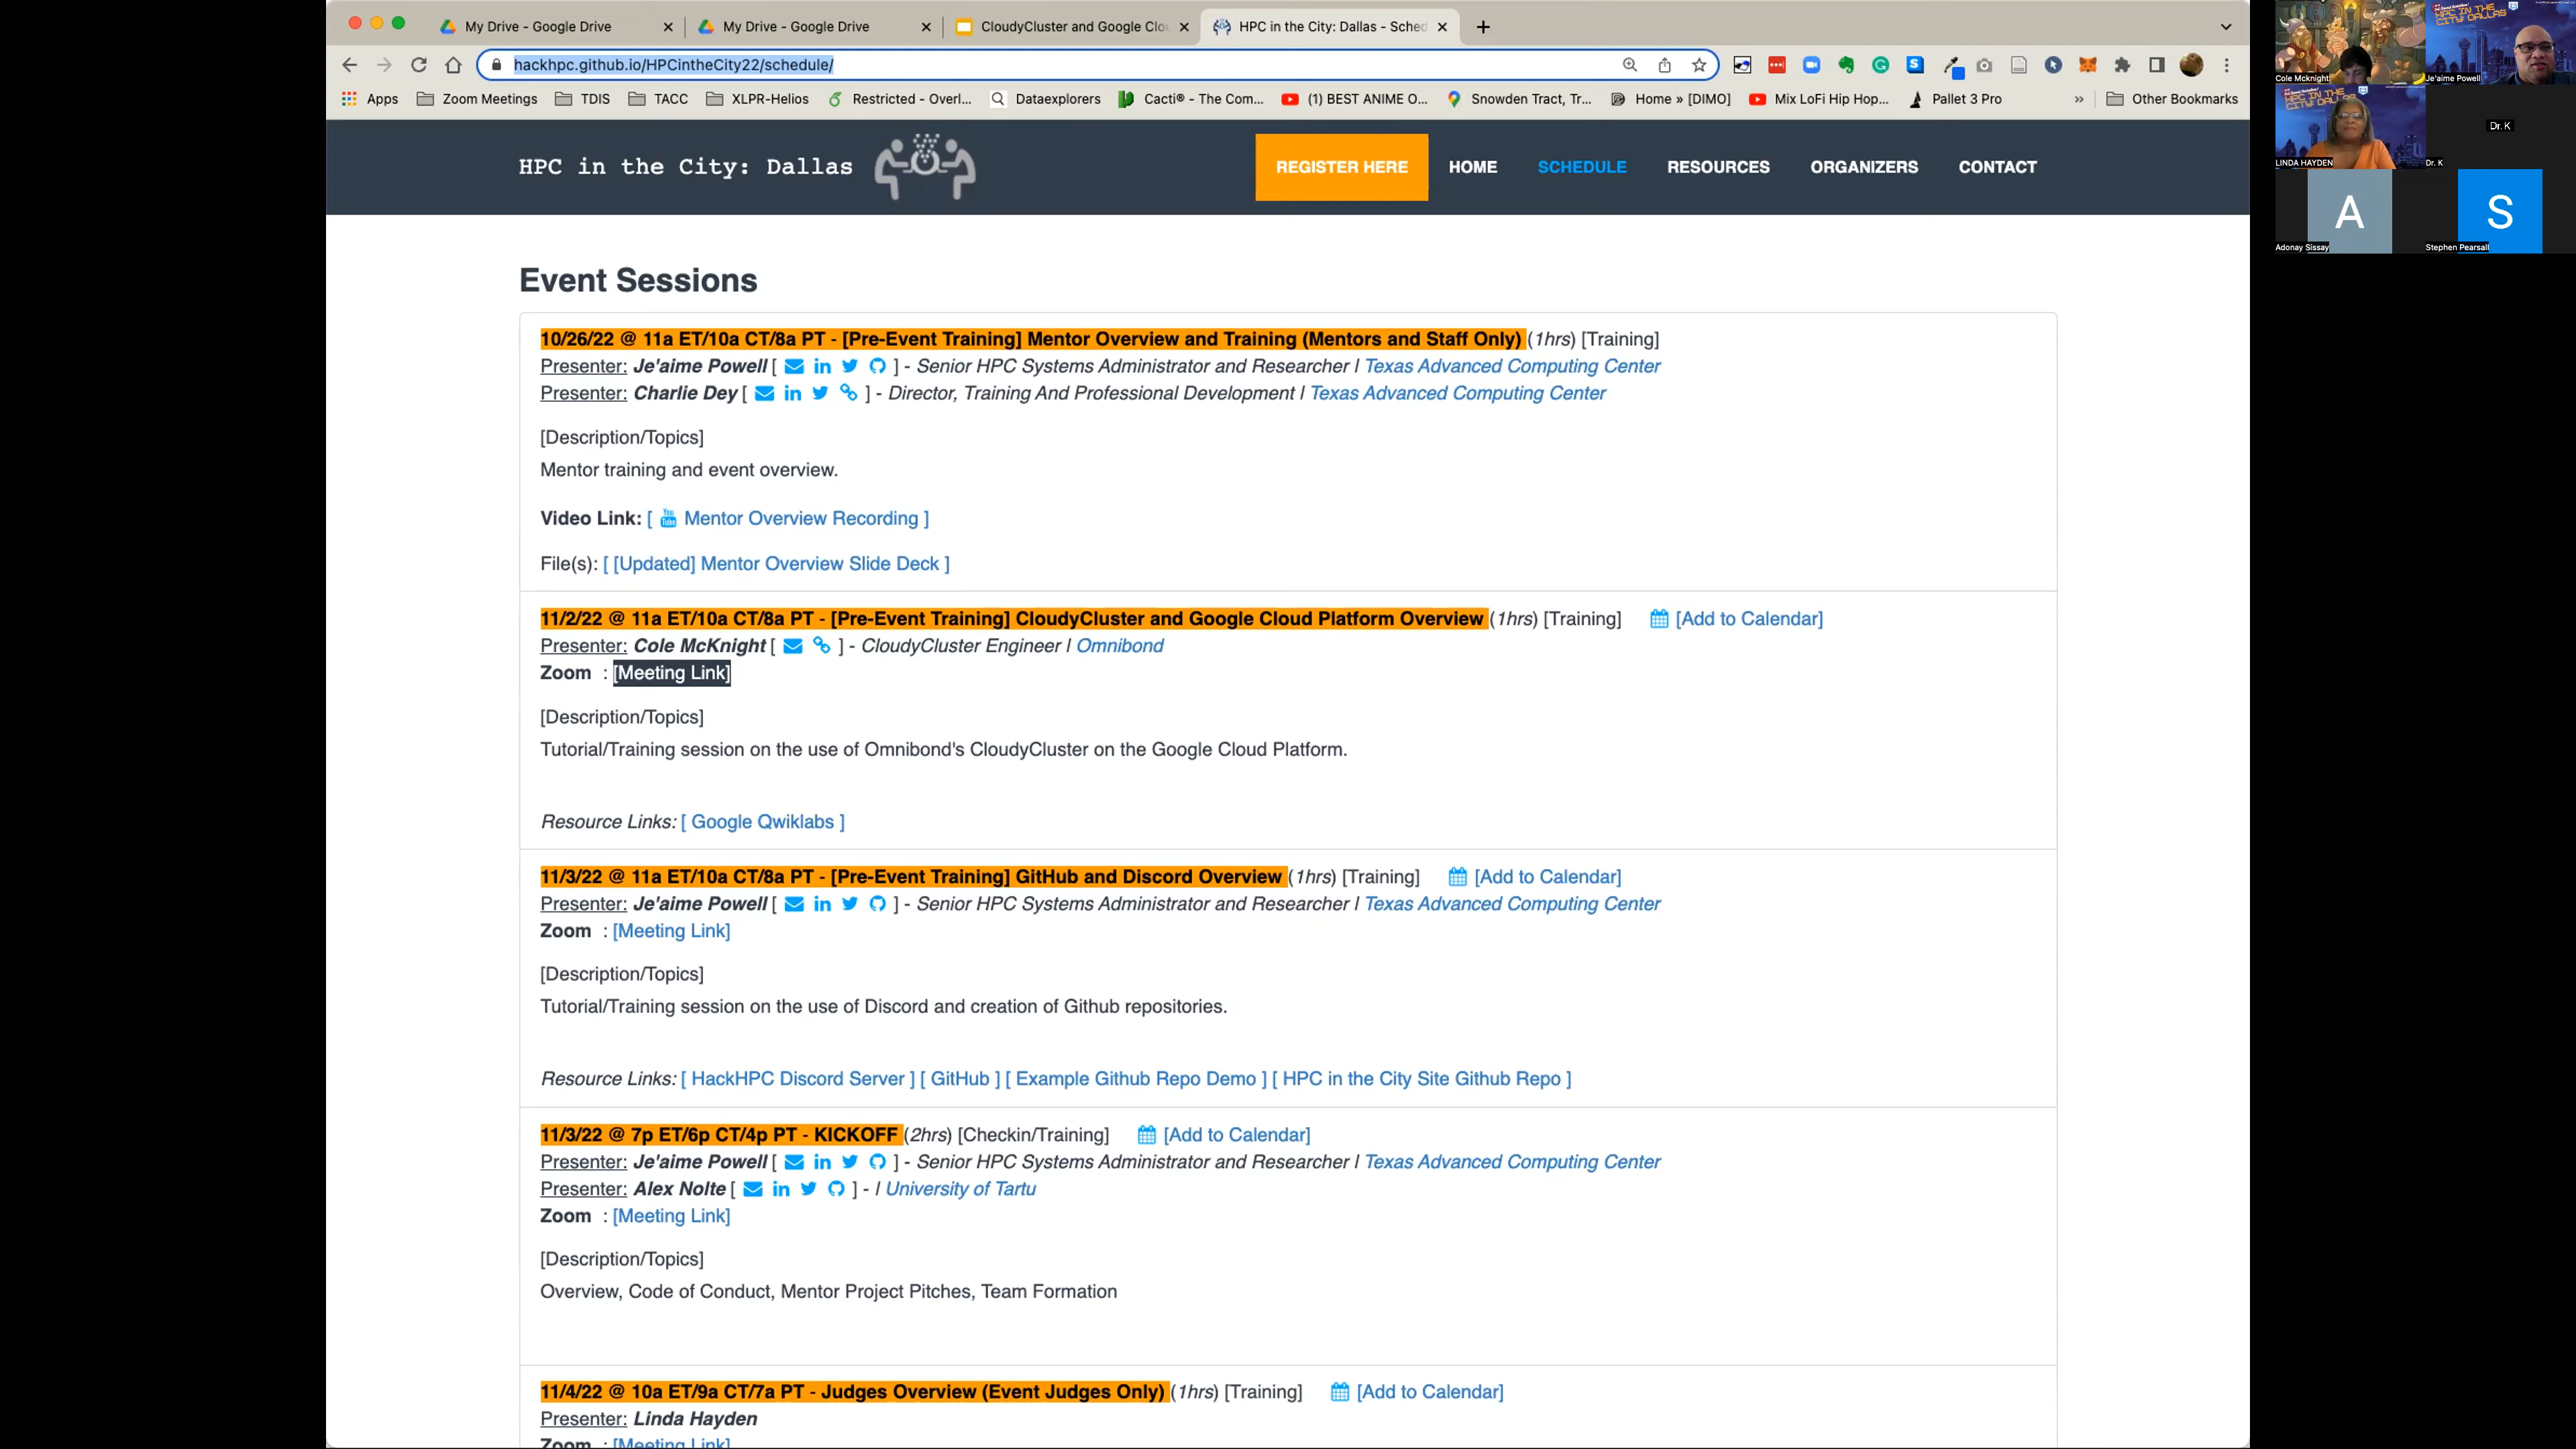 My Drive - Google Drive
My Drive - Google Drive
CloudyCluster and Google Clo
HPC in the City: Dallas - Sched
hackhpc.github.io/HPCintheCity22/schedule/
Apps Zoom Meetings TDIS TACC XLPR-Helios Restricted - Overl... Dataexplorers Cacti® - The Com... (1) BEST ANIME O... Snowden Tract, Tr... Home » [DIMO] Mix LoFi Hip Hop... Pallet 3 Pro » Other Bookmarks
HPC in the City: Dallas
REGISTER HERE HOME SCHEDULE RESOURCES ORGANIZERS CONTACT
Event Sessions
10/26/22 @ 11a ET/10a CT/8a PT - [Pre-Event Training] Mentor Overview and Training (Mentors and Staff Only) (1hrs) [Training]
Presenter: Je'aime Powell [ ] - Senior HPC Systems Administrator and Researcher | Texas Advanced Computing Center
Presenter: Charlie Dey [ ] - Director, Training And Professional Development | Texas Advanced Computing Center
[Description/Topics]
Mentor training and event overview.
Video Link: [ Mentor Overview Recording ]
File(s): [ [Updated] Mentor Overview Slide Deck ]
11/2/22 @ 11a ET/10a CT/8a PT - [Pre-Event Training] CloudyCluster and Google Cloud Platform Overview (1hrs) [Training] [Add to Calendar]
Presenter: Cole McKnight [ ] - CloudyCluster Engineer | Omnibond
Zoom : [Meeting Link]
[Description/Topics]
Tutorial/Training session on the use of Omnibond's CloudyCluster on the Google Cloud Platform.
Resource Links: [ Google Qwiklabs ]
11/3/22 @ 11a ET/10a CT/8a PT - [Pre-Event Training] GitHub and Discord Overview (1hrs) [Training] [Add to Calendar]
Presenter: Je'aime Powell [ ] - Senior HPC Systems Administrator and Researcher | Texas Advanced Computing Center
Zoom : [Meeting Link]
[Description/Topics]
Tutorial/Training session on the use of Discord and creation of Github repositories.
Resource Links: [ HackHPC Discord Server ] [ GitHub ] [ Example Github Repo Demo ] [ HPC in the City Site Github Repo ]
11/3/22 @ 7p ET/6p CT/4p PT - KICKOFF (2hrs) [Checkin/Training] [Add to Calendar]
Presenter: Je'aime Powell [ ] - Senior HPC Systems Administrator and Researcher | Texas Advanced Computing Center
Presenter: Alex Nolte [ ] - | University of Tartu
Zoom : [Meeting Link]
[Description/Topics]
Overview, Code of Conduct, Mentor Project Pitches, Team Formation
11/4/22 @ 10a ET/9a CT/7a PT - Judges Overview (Event Judges Only) (1hrs) [Training] [Add to Calendar]
Presenter: Linda Hayden
Zoom : [Meeting Link]
Cole Mcknight
HPC IN THE CITY DALLAS
Je'aime Powell
HPC IN THE CITY DALLAS
LINDA HAYDEN
Dr. K
Dr. K
A
Adonay Sissay
S
Stephen Pearsall